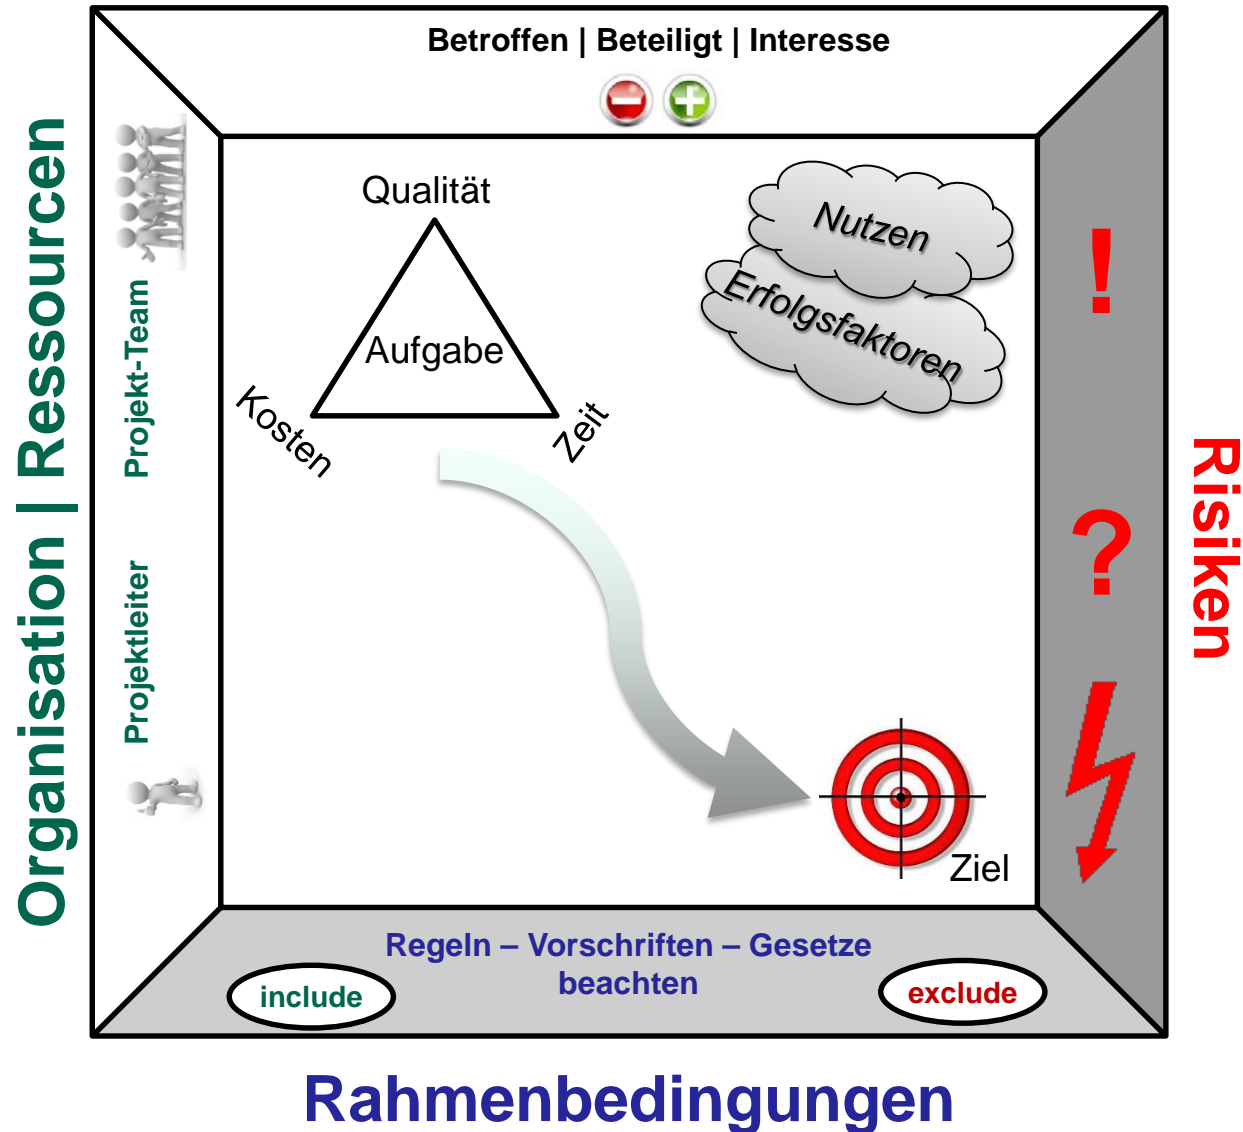 Betroffen | Beteiligt | Interesse
Organisation | Ressourcen
Projekt-Team
Projektleiter
Qualität
Aufgabe
Kosten
Zeit
Nutzen
Erfolgsfaktoren
!
?
Risiken
Ziel
Regeln – Vorschriften – Gesetze
beachten
include
exclude
Rahmenbedingungen